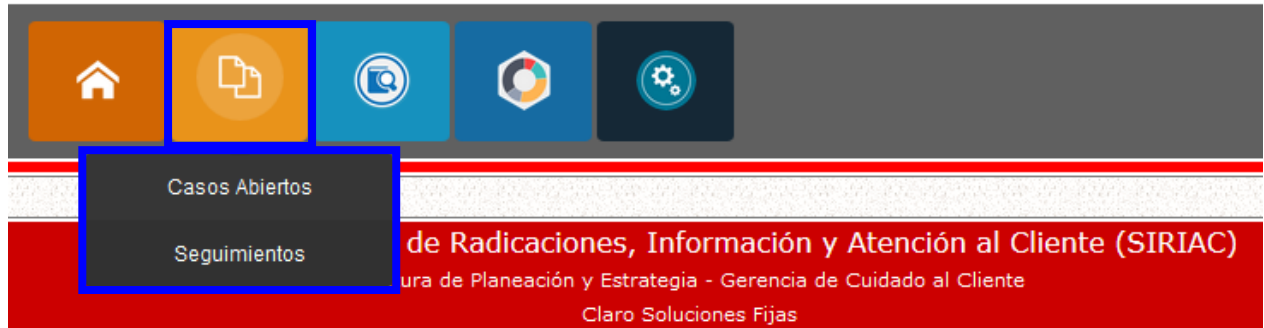 Casos Abiertos
Seguimientos
de Radicaciones, Información y Atención al Cliente (SIRIAC)
de Planeación y Estrategia - Gerencia de Cuidado al Cliente
Claro Soluciones Fijas